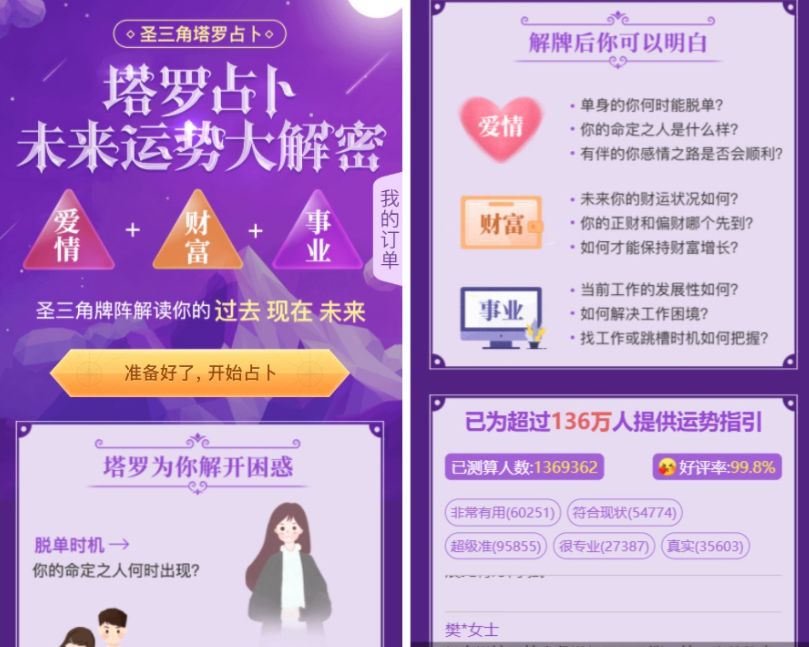 圣三角塔罗占卜
塔罗占卜
未来运势大解密
爱情
+
财富
+
事业
我的订单
圣三角牌阵解读你的过去 现在 未来
准备好了,开始占卜
塔罗为你解开困惑
脱单时机→
你的命定之人何时出现?
解牌后你可以明白
爱情
•单身的你何时能脱单?
•你的命定之人是什么样?
•有伴的你感情之路是否会顺利?
财富
•未来你的财运状况如何?
•你的正财和偏财哪个先到?
•如何才能保持财富增长?
事业
•当前工作的发展性如何?
•如何解决工作困境?
•找工作或跳槽时机如何把握?
已为超过136万人提供运势指引
已测算人数:1369362
好评率:99.8%
非常有用(60251) 符合现状(54774)
超级准(95855) 很专业(27387) 真实(35603)
樊*女士